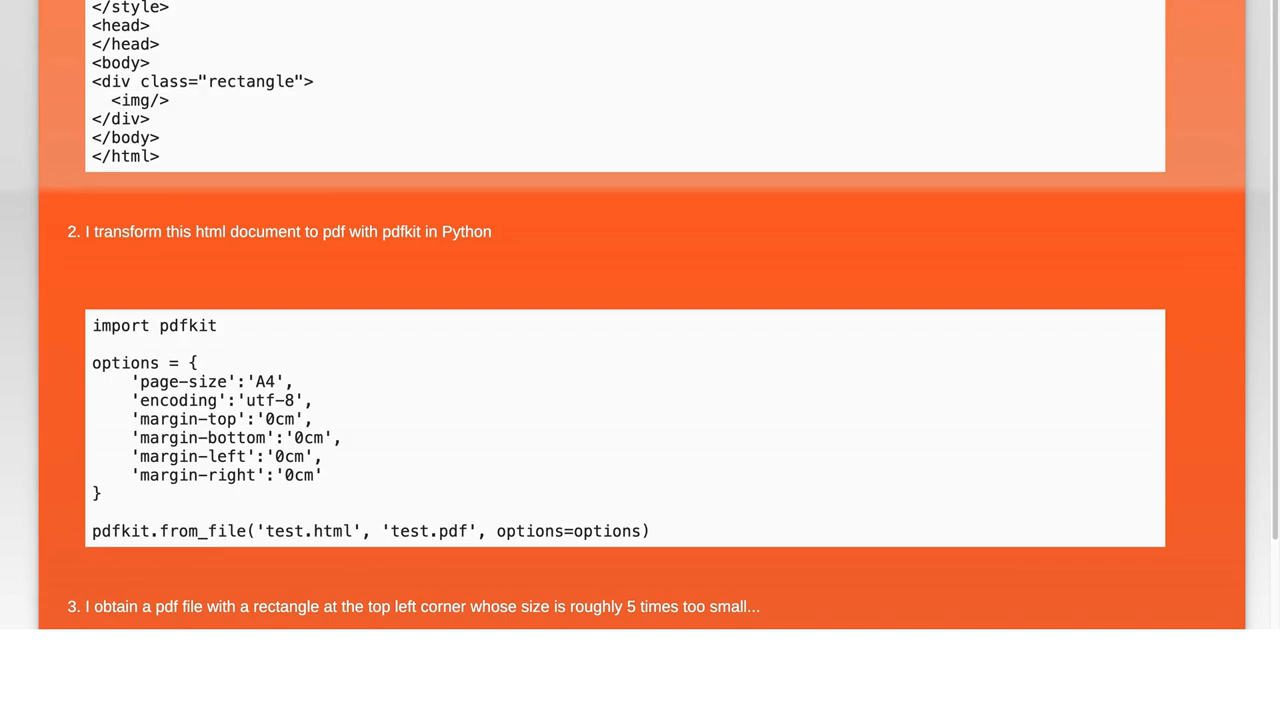 </style>
<head>
</head>
<body>
<div class="rectangle">
  <img/>
</div>
</body>
</html>
2. I transform this html document to pdf with pdfkit in Python
import pdfkit
options = {
    'page-size':'A4',
    'encoding':'utf-8',
    'margin-top':'0cm',
    'margin-bottom':'0cm',
    'margin-left':'0cm',
    'margin-right':'0cm'
}
pdfkit.from_file('test.html', 'test.pdf', options=options)
3. I obtain a pdf file with a rectangle at the top left corner whose size is roughly 5 times too small...